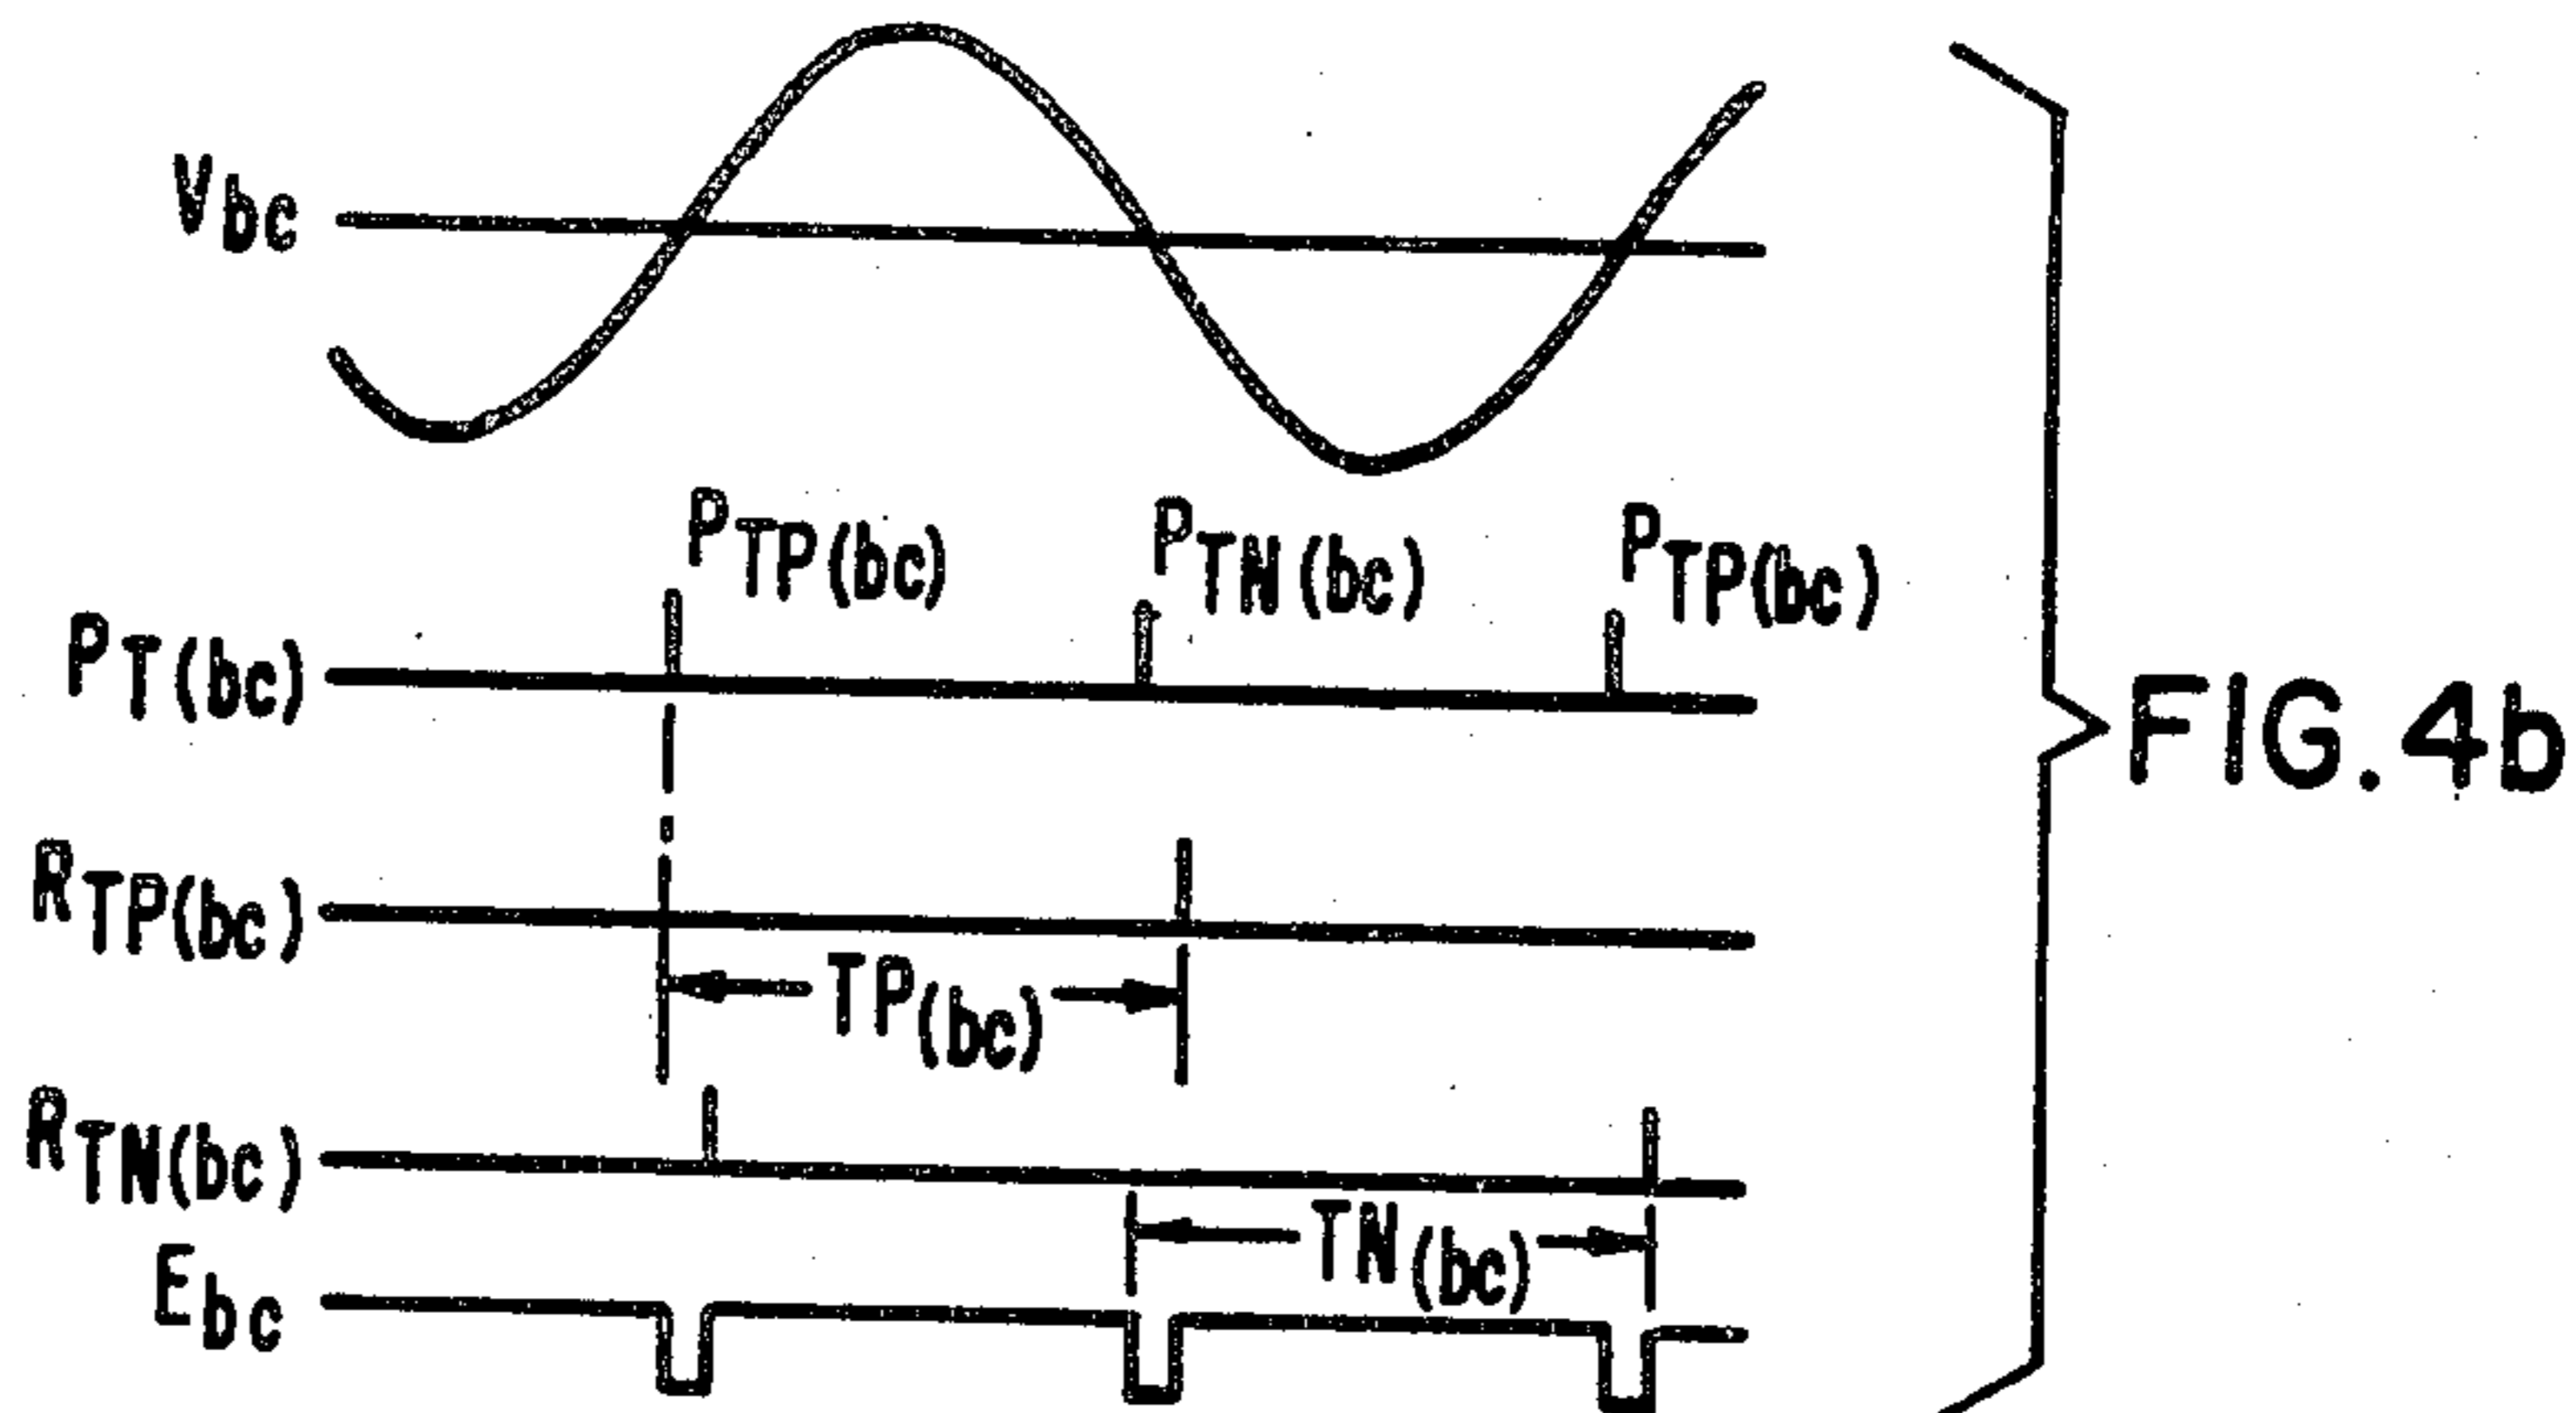 Vbc
PTP(bc) PTN(bc) PTP(bc)
PT(bc)
RTP(bc)
TP(bc)
RTN(bc)
TN(bc)
Ebc
FIG.4b